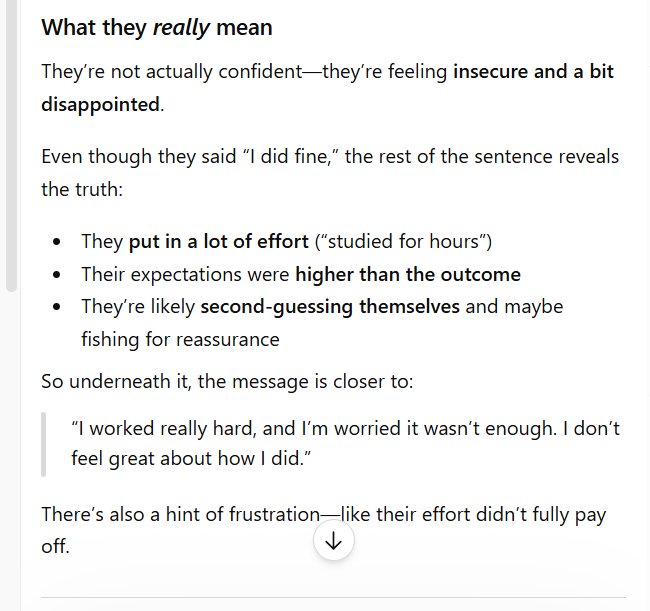 What they really mean
They’re not actually confident—they’re feeling insecure and a bit
disappointed.
Even though they said “I did fine,” the rest of the sentence reveals
the truth:
• They put in a lot of effort (“studied for hours”)
• Their expectations were higher than the outcome
• They’re likely second-guessing themselves and maybe
fishing for reassurance
So underneath it, the message is closer to:
“I worked really hard, and I’m worried it wasn’t enough. I don’t
feel great about how I did.”
There’s also a hint of frustration—like their effort didn’t fully pay
off.